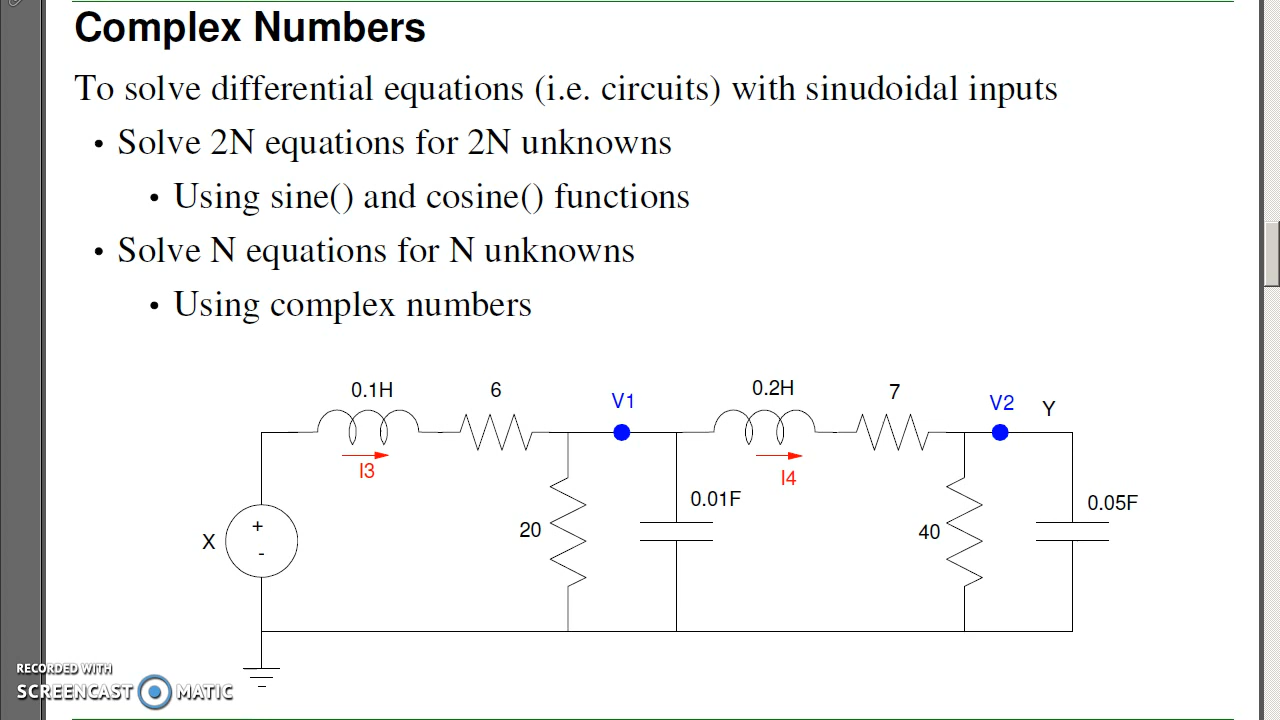 Complex Numbers
To solve differential equations (i.e. circuits) with sinudoidal inputs
• Solve 2N equations for 2N unknowns
• Using sine() and cosine() functions
• Solve N equations for N unknowns
• Using complex numbers
0.1H 6 V1 0.2H 7 V2 Y
I3 I4
0.01F 0.05F
X + - 20 40
RECORDED WITH
SCREENCAST MATIC